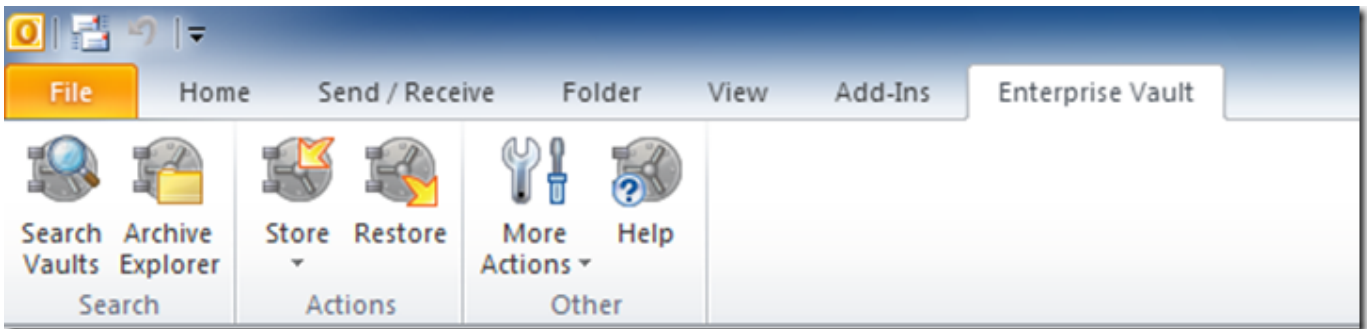 File Home Send / Receive Folder View Add-Ins Enterprise Vault
Search Archive Store Restore More Help
Vaults Explorer Actions
Search Actions Other